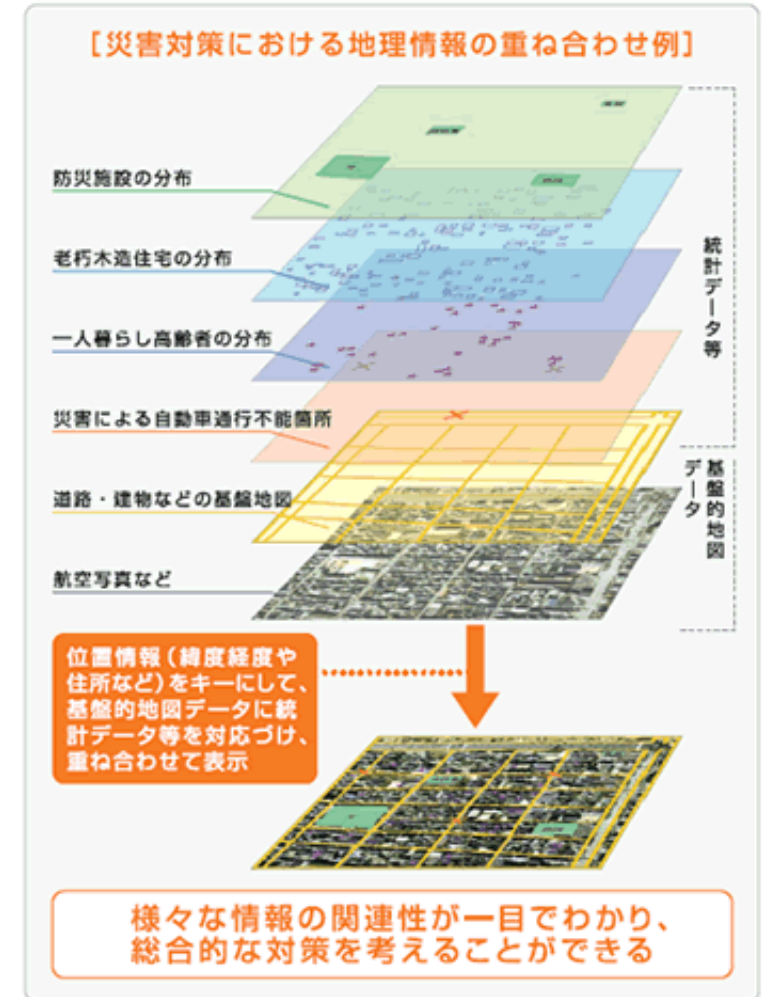 [災害対策における地理情報の重ね合わせ例]
防災施設の分布
老朽木造住宅の分布
一人暮らし高齢者の分布
災害による自動車通行不能箇所
道路・建物などの基盤地図
航空写真など
統計データ等
基盤的地図
データ
位置情報(緯度経度や
住所など)をキーにして、
基盤的地図データに統
計データ等を対応づけ、
重ね合わせて表示
様々な情報の関連性が一目でわかり、
総合的な対策を考えることができる